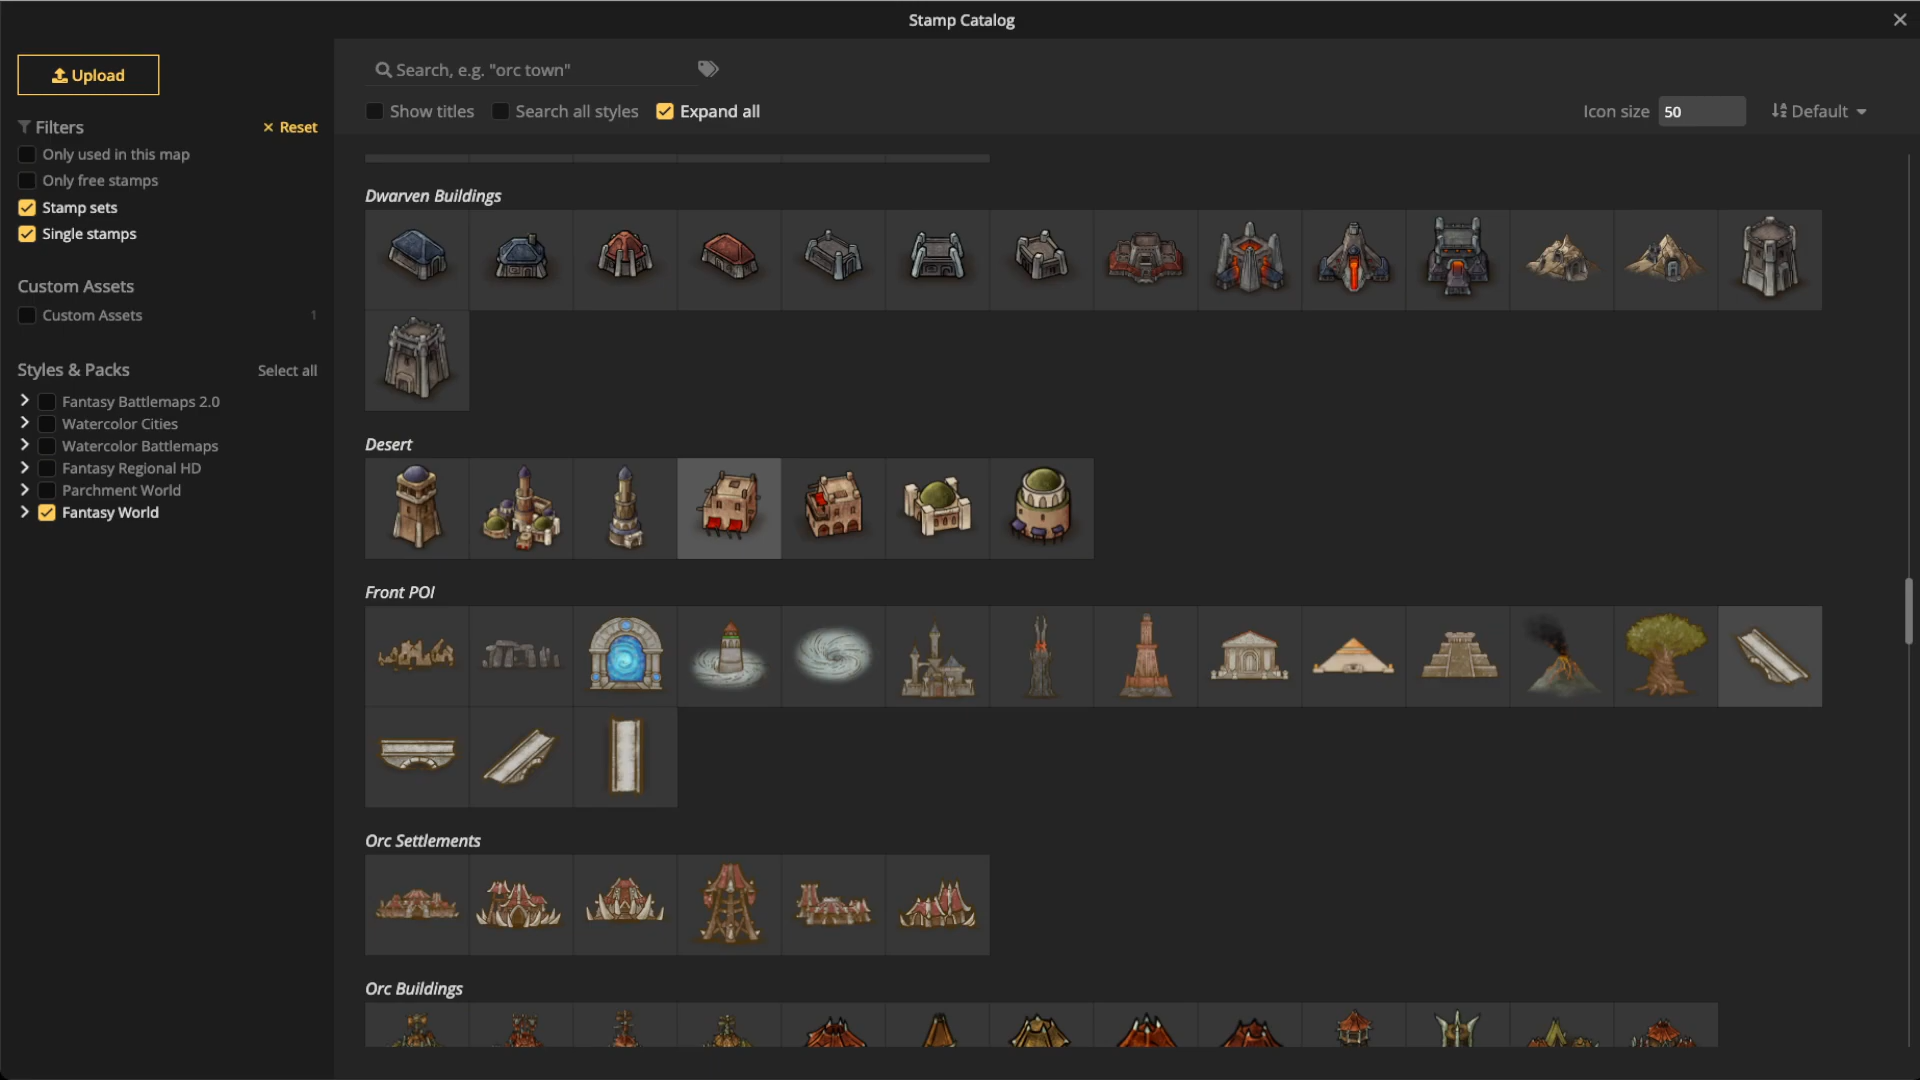 Stamp Catalog
Upload
Search, e.g. "orc town"
Show titles
Search all styles
Expand all
Icon size
50
Default
Filters
Reset
Only used in this map
Only free stamps
Stamp sets
Single stamps
Custom Assets
Custom Assets
1
Styles & Packs
Select all
Fantasy Battlemaps 2.0
Watercolor Cities
Watercolor Battlemaps
Fantasy Regional HD
Parchment World
Fantasy World
Dwarven Buildings
Desert
Front POI
Orc Settlements
Orc Buildings